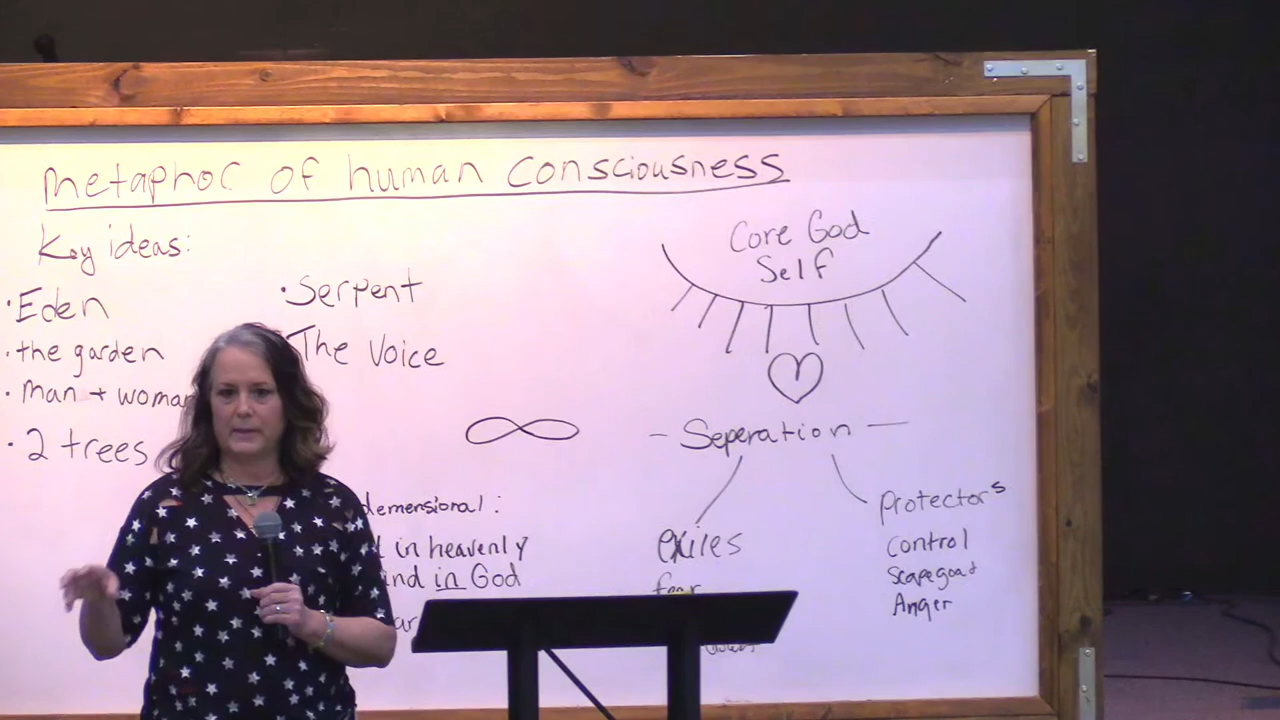 metaphor of human consciousness
Key ideas:
• Eden
• the garden
• man + woman
• 2 trees
• Serpent
• The Voice
demensional:
in heavenly
in God
Core God
Self
- Seperation -
exiles
fear
Protectors
control
scapegoat
Anger